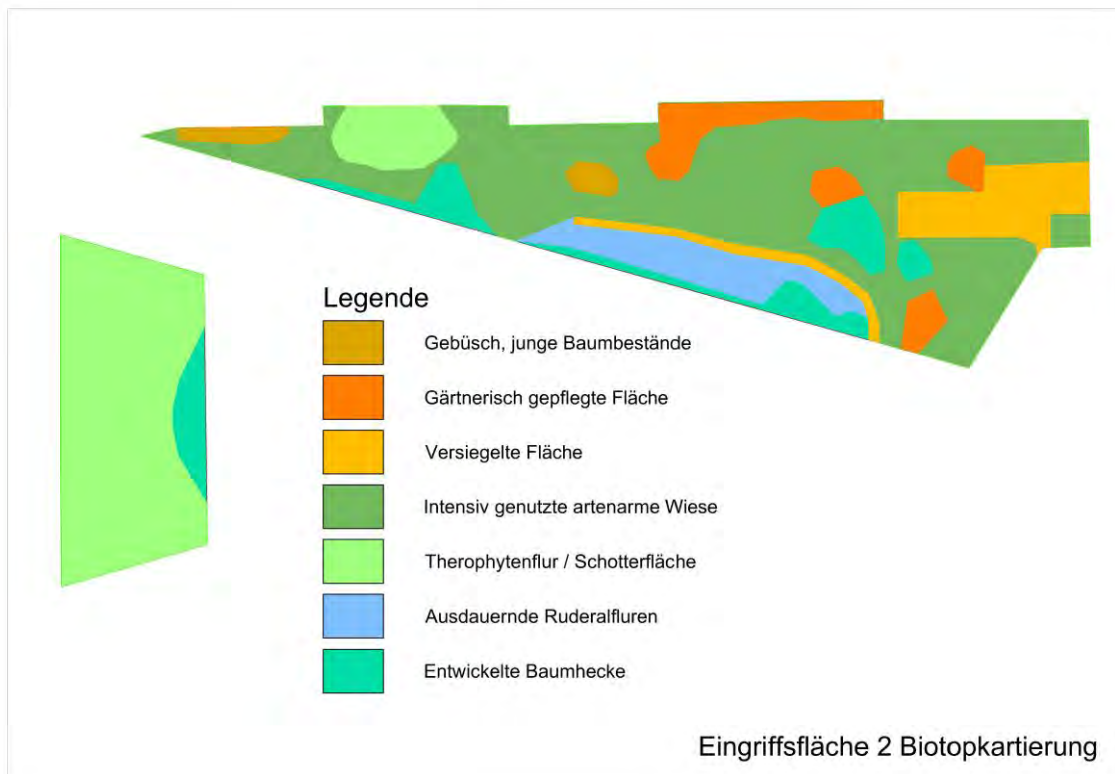 Legende
Gebüsch, junge Baumbestände
Gärtnerisch gepflegte Fläche
Versiegelte Fläche
Intensiv genutzte artenarme Wiese
Therophytenflur / Schotterfläche
Ausdauernde Ruderalfluren
Entwickelte Baumhecke
Eingriffsfläche 2 Biotopkartierung